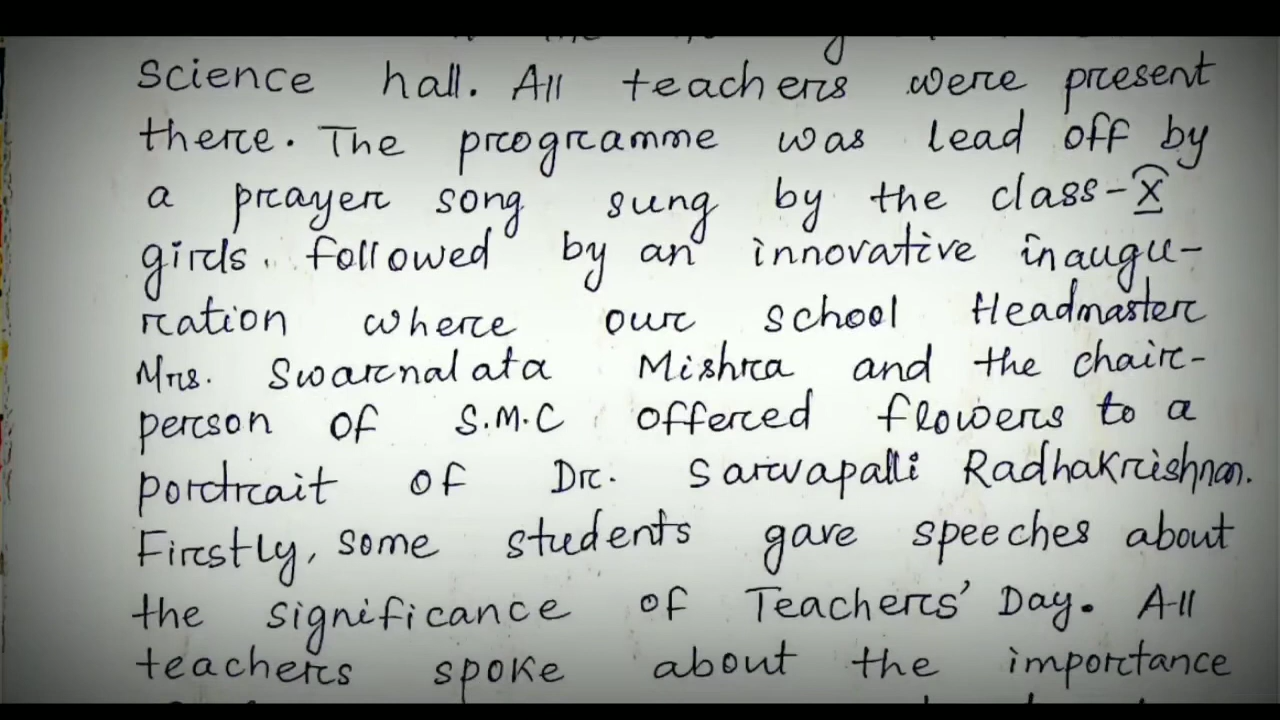 science hall. All teachers were present
there. The programme was lead off by
a prayer song sung by the class-X
girls. followed by an innovative inaugu-
ration where our school Headmaster
Mrs. Swarnalata Mishra and the chair-
person of S.M.C offered flowers to a
portrait of Dr. Sarvapalli Radhakrishnan.
Firstly, some students gave speeches about
the significance of Teachers' Day. All
teachers spoke about the importance